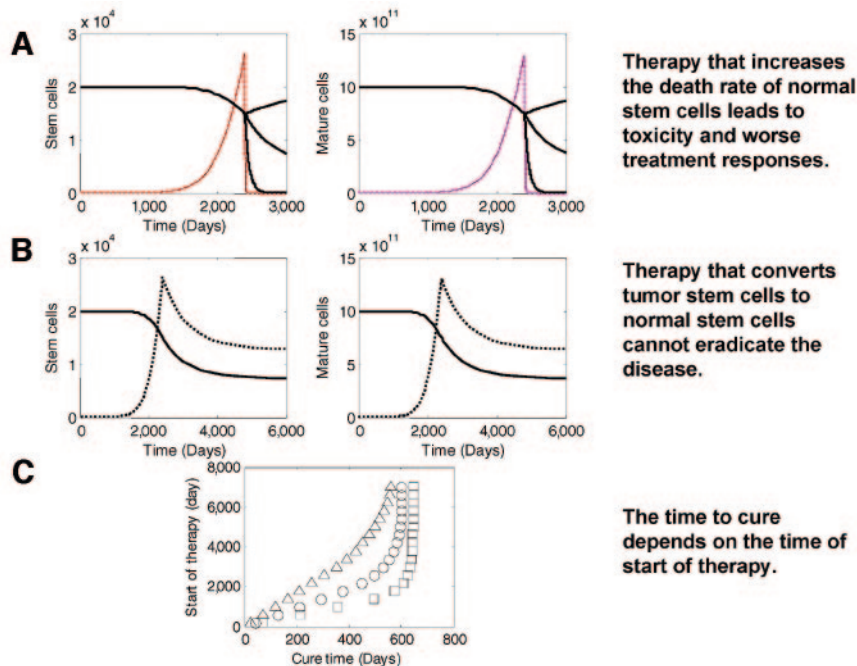 A
x 10⁴
3
2
1
0
Stem cells
0 1,000 2,000 3,000
Time (Days)
x 10¹¹
15
10
5
0
Mature cells
0 1,000 2,000 3,000
Time (Days)
Therapy that increases
the death rate of normal
stem cells leads to
toxicity and worse
treatment responses.
B
x 10⁴
3
2
1
0
Stem cells
0 2,000 4,000 6,000
Time (Days)
x 10¹¹
15
10
5
0
Mature cells
0 2,000 4,000 6,000
Time (Days)
Therapy that converts
tumor stem cells to
normal stem cells
cannot eradicate the
disease.
C
8,000
6,000
4,000
2,000
0
Start of therapy (day)
0 200 400 600 800
Cure time (Days)
The time to cure
depends on the time of
start of therapy.